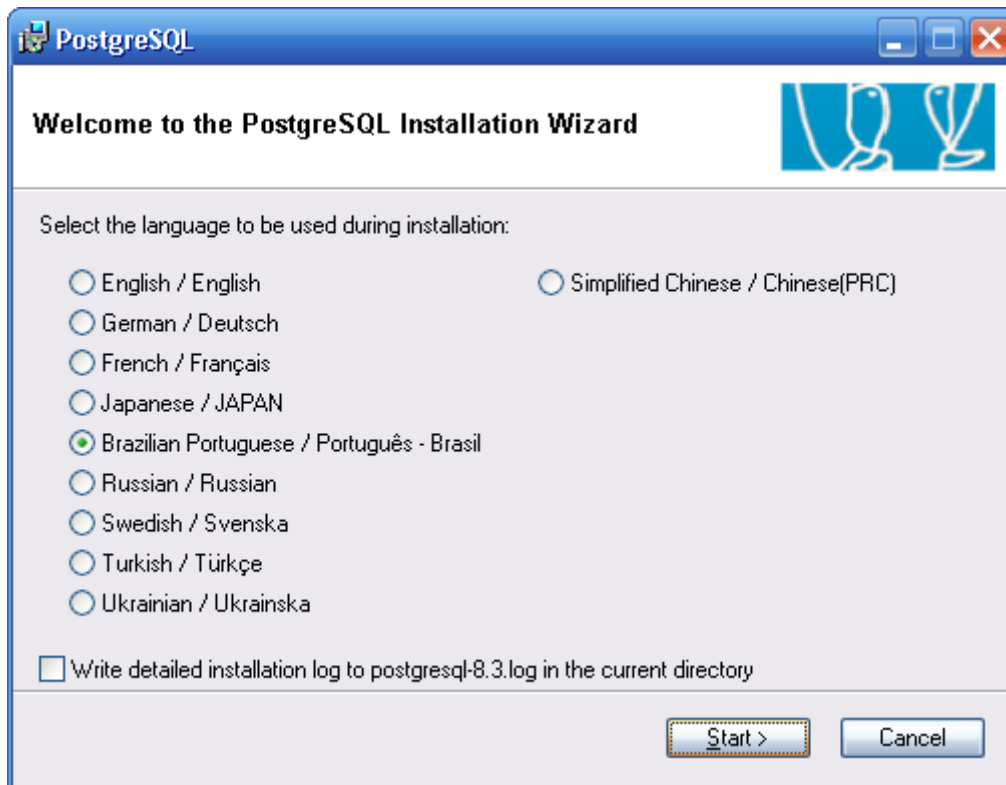 PostgreSQL
Welcome to the PostgreSQL Installation Wizard
Select the language to be used during installation:
English / English
German / Deutsch
French / Français
Japanese / JAPAN
Brazilian Portuguese / Português - Brasil
Russian / Russian
Swedish / Svenska
Turkish / Türkçe
Ukrainian / Ukrainska
Simplified Chinese / Chinese(PRC)
Write detailed installation log to postgresql-8.3.log in the current directory
Start >
Cancel